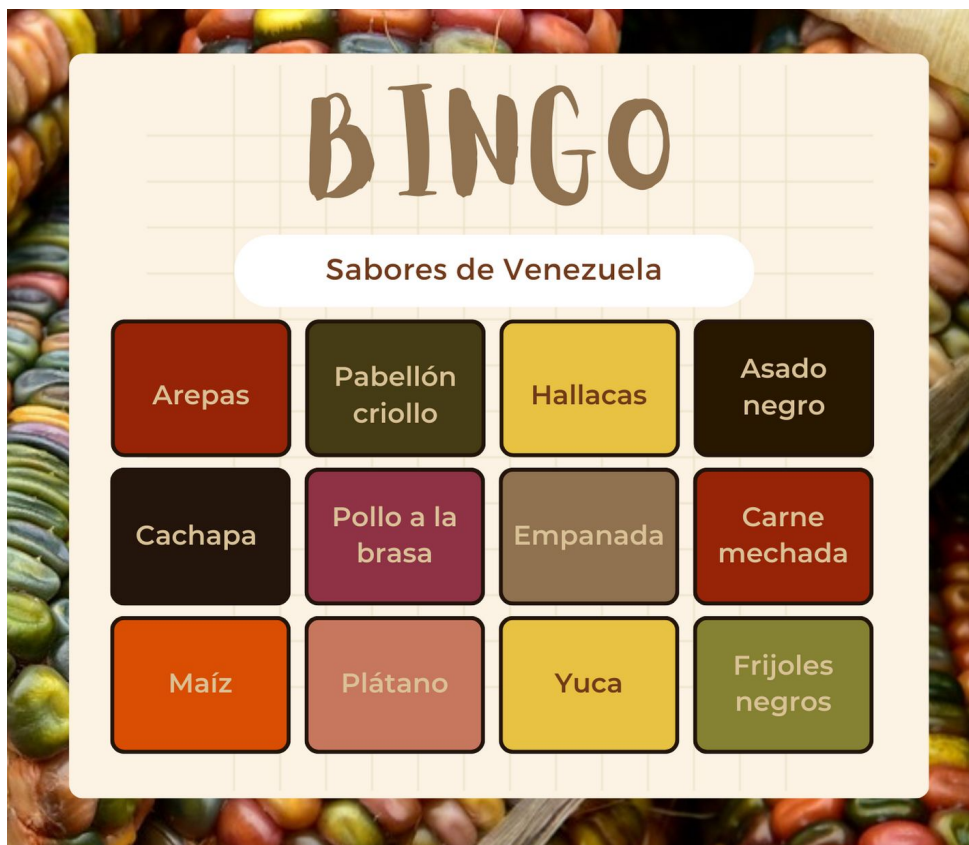 BINGO
Sabores de Venezuela
Arepas
Pabellón
criollo
Hallacas
Asado
negro
Cachapa
Pollo a la
brasa
Empanada
Carne
mechada
Maíz
Plátano
Yuca
Frijoles
negros